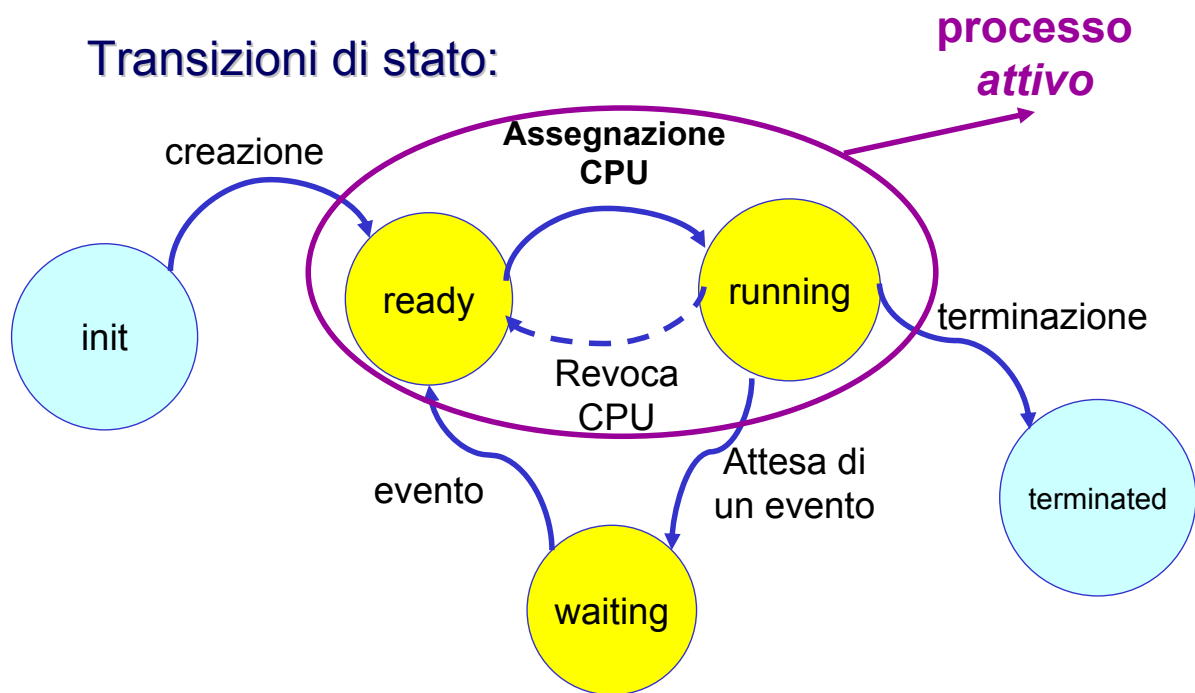 processo
attivo
Transizioni di stato:
Assegnazione
CPU
creazione
ready
running
init
terminazione
Revoca
CPU
evento
Attesa di
un evento
terminated
waiting